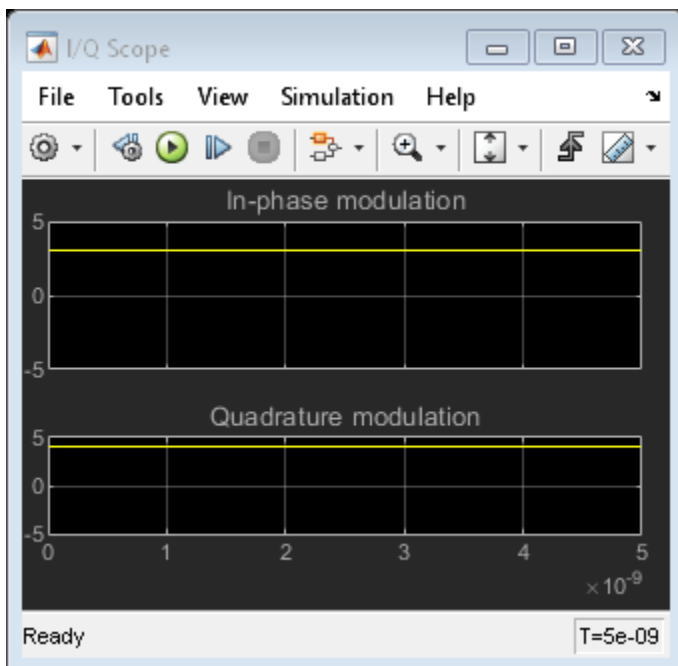 I/Q Scope
File Tools View Simulation Help
In-phase modulation
5
0
-5
Quadrature modulation
5
0
-5
0 1 2 3 4 5
×10⁻⁹
Ready T=5e-09